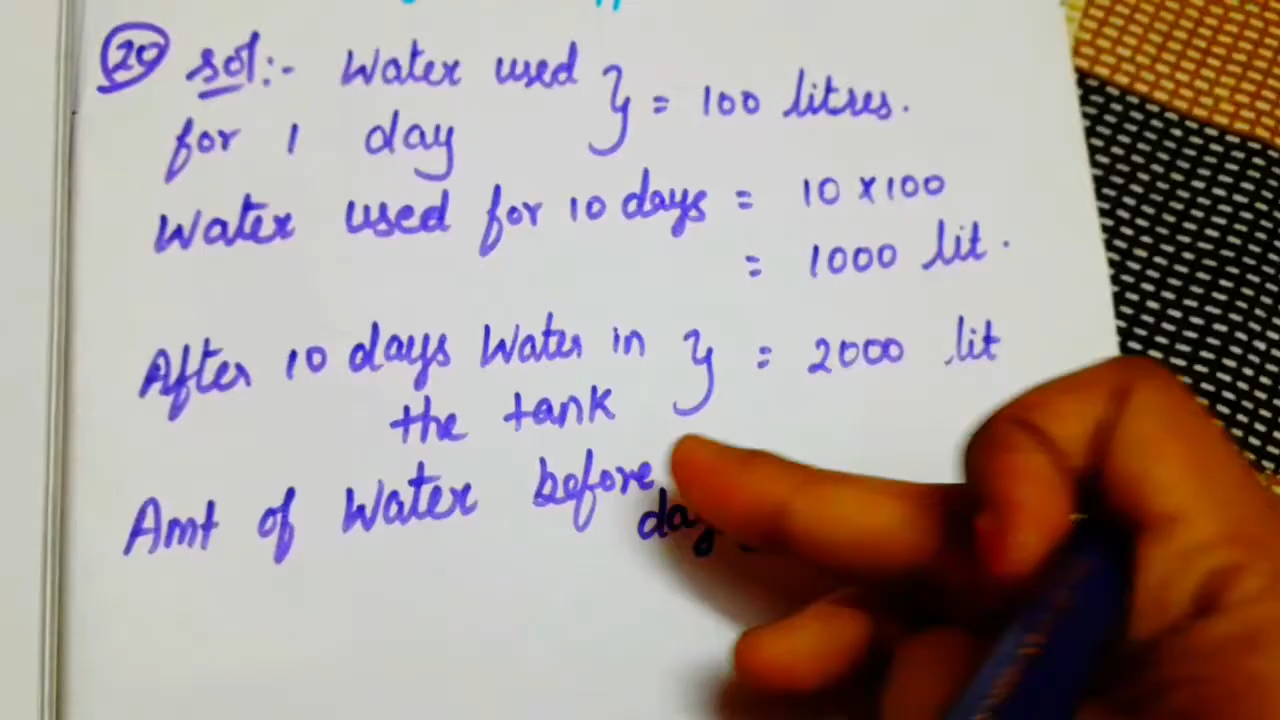 20 Sol:- Water used
for 1 day } = 100 litres.
Water used for 10 days = 10 x 100
= 1000 lit.
After 10 days Water in } = 2000 lit
the tank
Amt of Water before